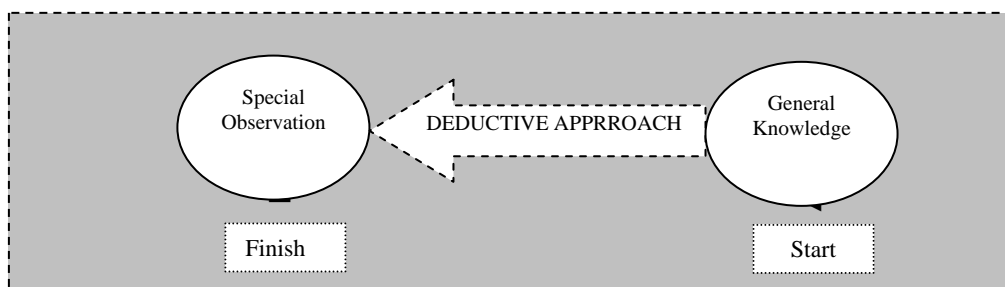 Special
Observation
DEDUCTIVE APPRROACH
General
Knowledge
Finish
Start